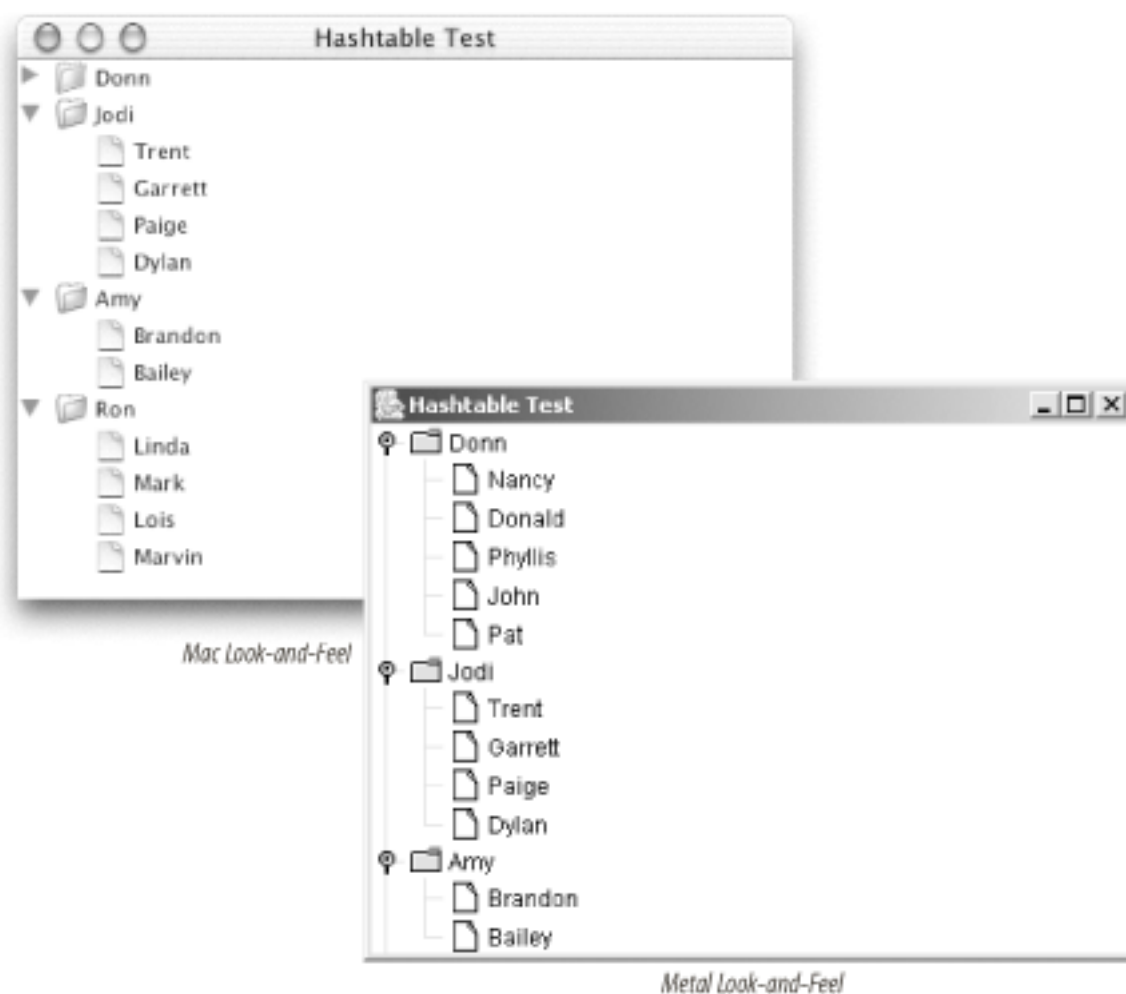 Hashtable Test
Donn
Jodi
Trent
Garrett
Paige
Dylan
Amy
Brandon
Bailey
Ron
Linda
Mark
Lois
Marvin
Mac Look-and-Feel
Hashtable Test
Donn
Nancy
Donald
Phyllis
John
Pat
Jodi
Trent
Garrett
Paige
Dylan
Amy
Brandon
Bailey
Metal Look-and-Feel